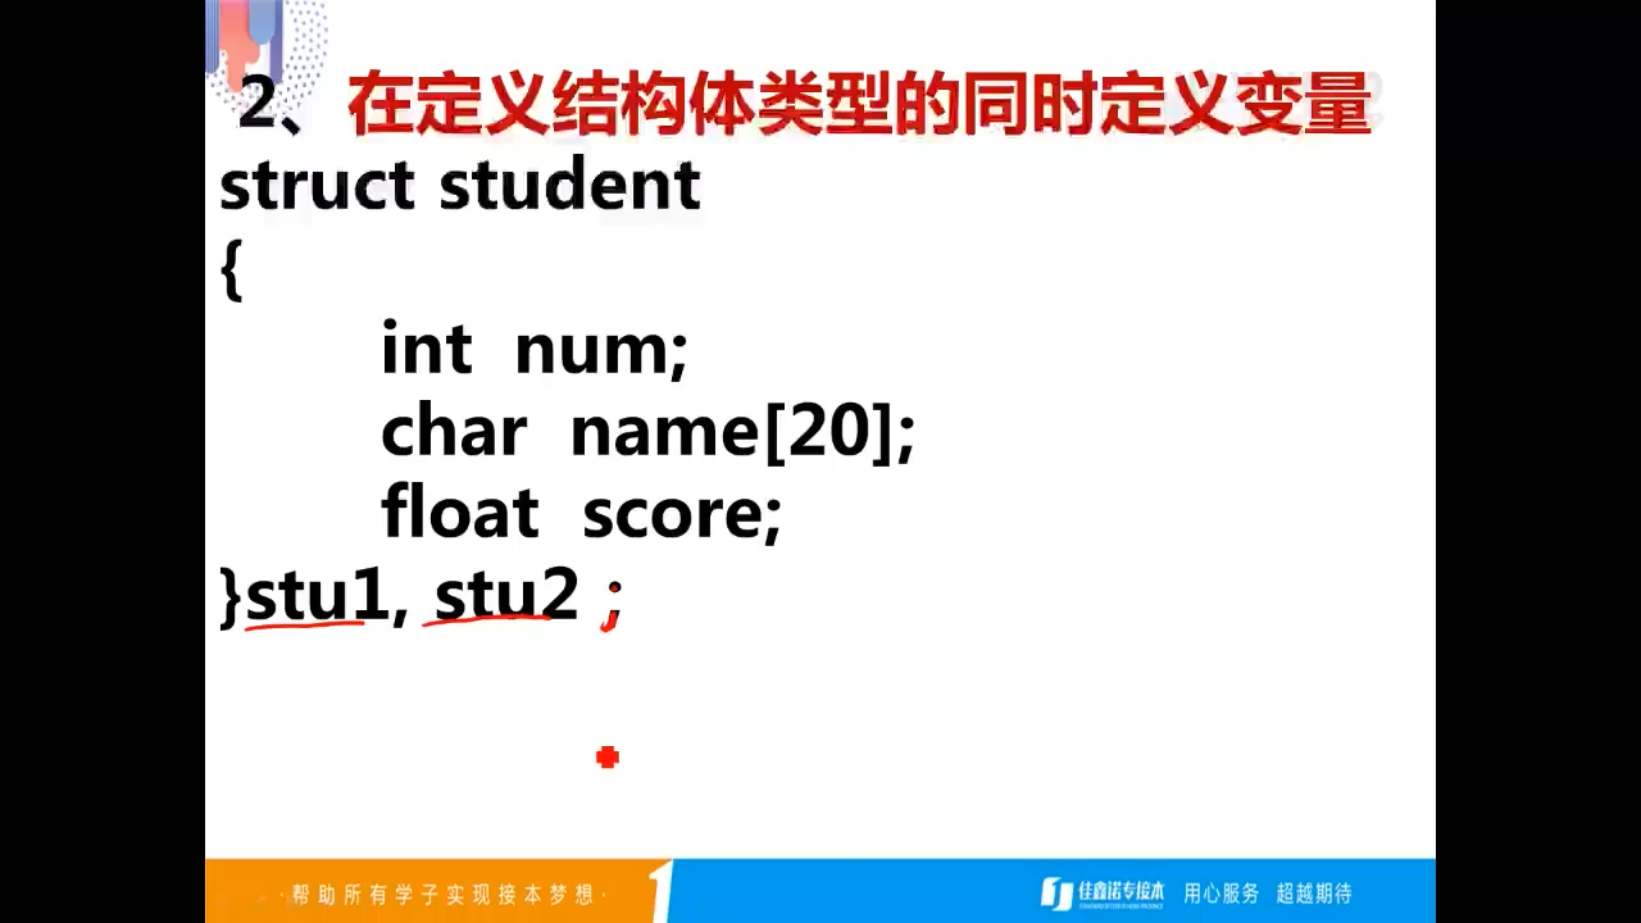 2、在定义结构体类型的同时定义变量
struct student
{
int num;
char name[20];
float score;
}stu1, stu2 ;
·帮助所有学子实现接本梦想·
佳鑫诺专接本
用心服务 超越期待